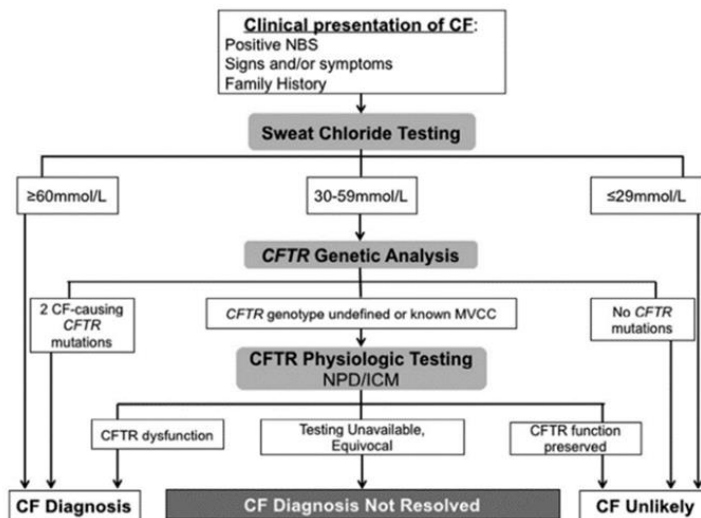 Clinical presentation of CF:
Positive NBS
Signs and/or symptoms
Family History
Sweat Chloride Testing
≥60mmol/L
30-59mmol/L
≤29mmol/L
CFTR Genetic Analysis
2 CF-causing
CFTR
mutations
CFTR genotype undefined or known MVCC
No CFTR
mutations
CFTR Physiologic Testing
NPD/ICM
CFTR dysfunction
Testing Unavailable,
Equivocal
CFTR function
preserved
CF Diagnosis
CF Diagnosis Not Resolved
CF Unlikely